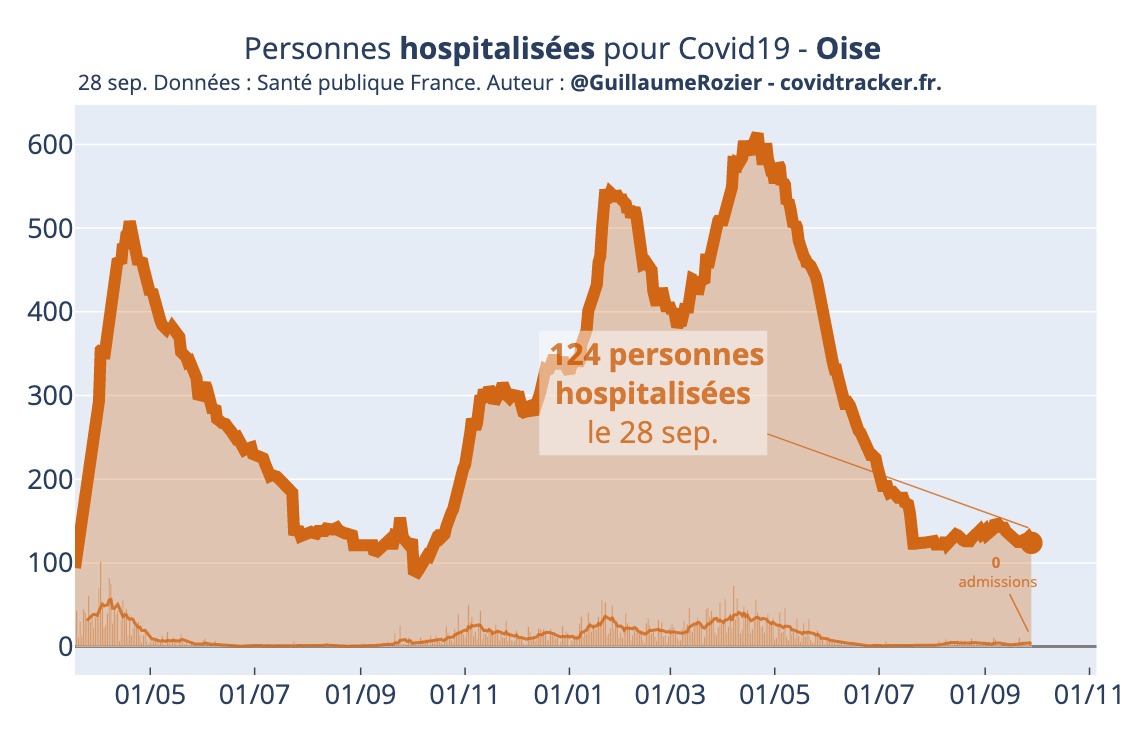 Personnes hospitalisées pour Covid19 - Oise
28 sep. Données : Santé publique France. Auteur : @GuillaumeRozier - covidtracker.fr.
600
500
400
300
200
100
0
124 personnes
hospitalisées
le 28 sep.
0
admissions
01/05 01/07 01/09 01/11 01/01 01/03 01/05 01/07 01/09 01/11